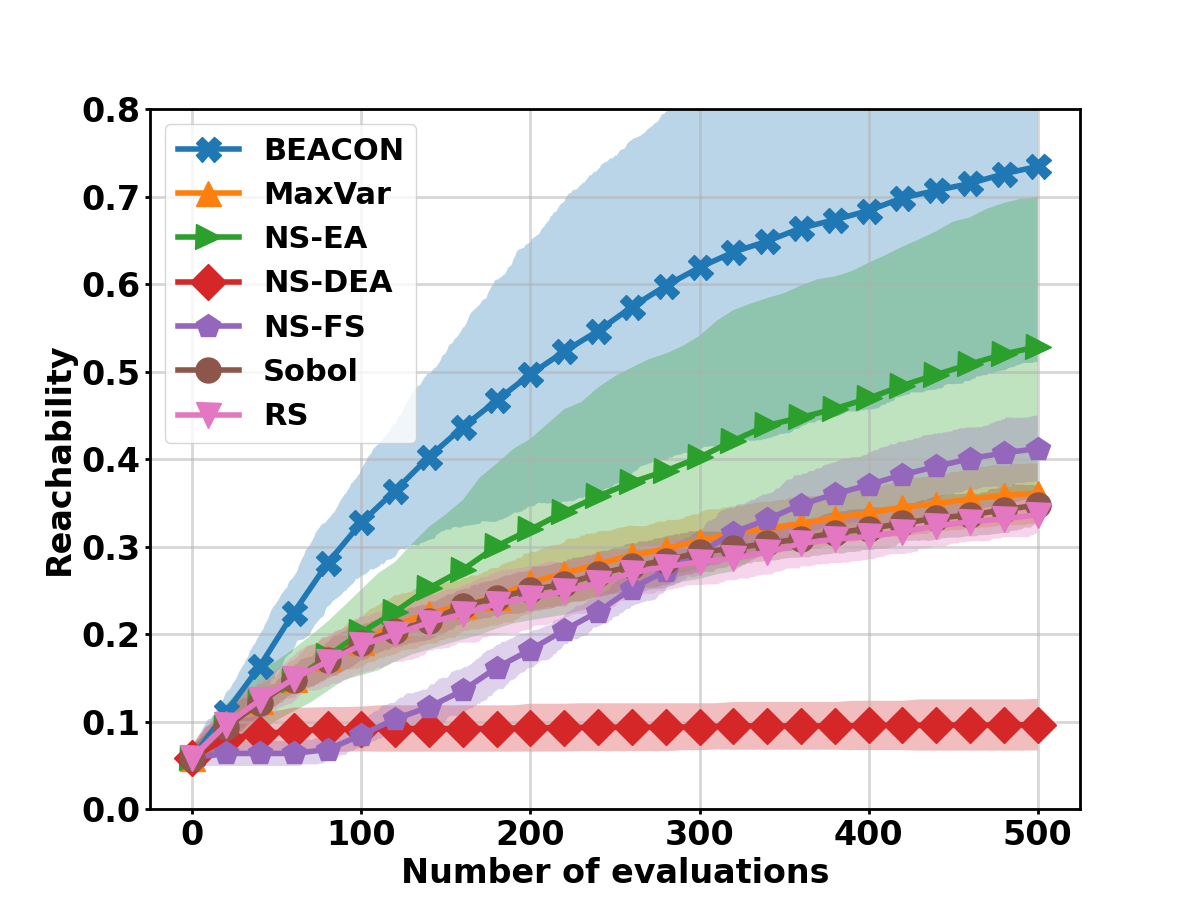 0.8
0.7
0.6
0.5
0.4
0.3
0.2
0.1
0.0
Reachability
BEACON
MaxVar
NS-EA
NS-DEA
NS-FS
Sobol
RS
0 100 200 300 400 500
Number of evaluations